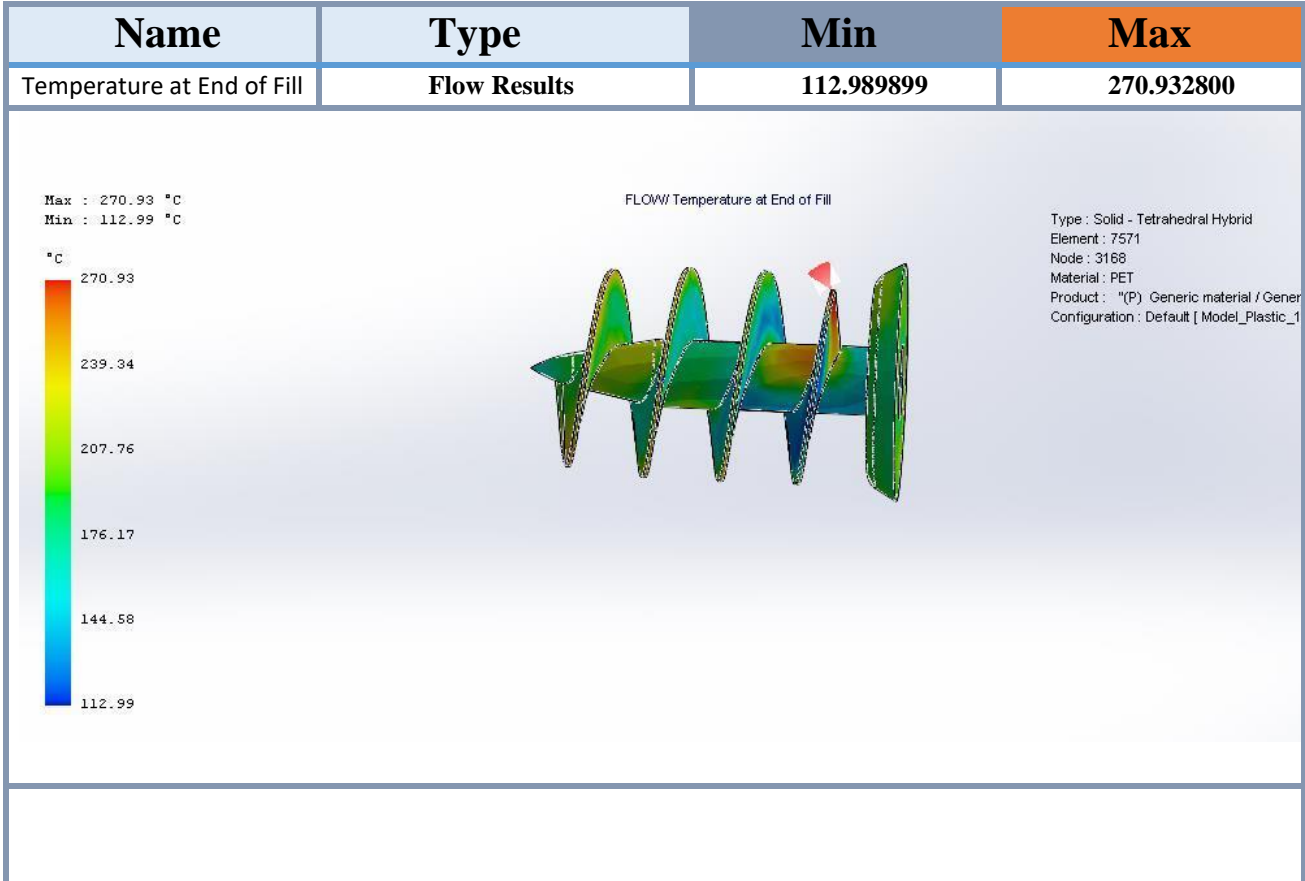 Name Type Min Max
Temperature at End of Fill Flow Results 112.989899 270.932800
Max : 270.93 °C
Min : 112.99 °C
°C
270.93
239.34
207.76
176.17
144.58
112.99
FLOW/ Temperature at End of Fill
Type : Solid - Tetrahedral Hybrid
Element : 7571
Node : 3168
Material : PET
Product : "(P) Generic material / Gener
Configuration : Default [ Model_Plastic_1